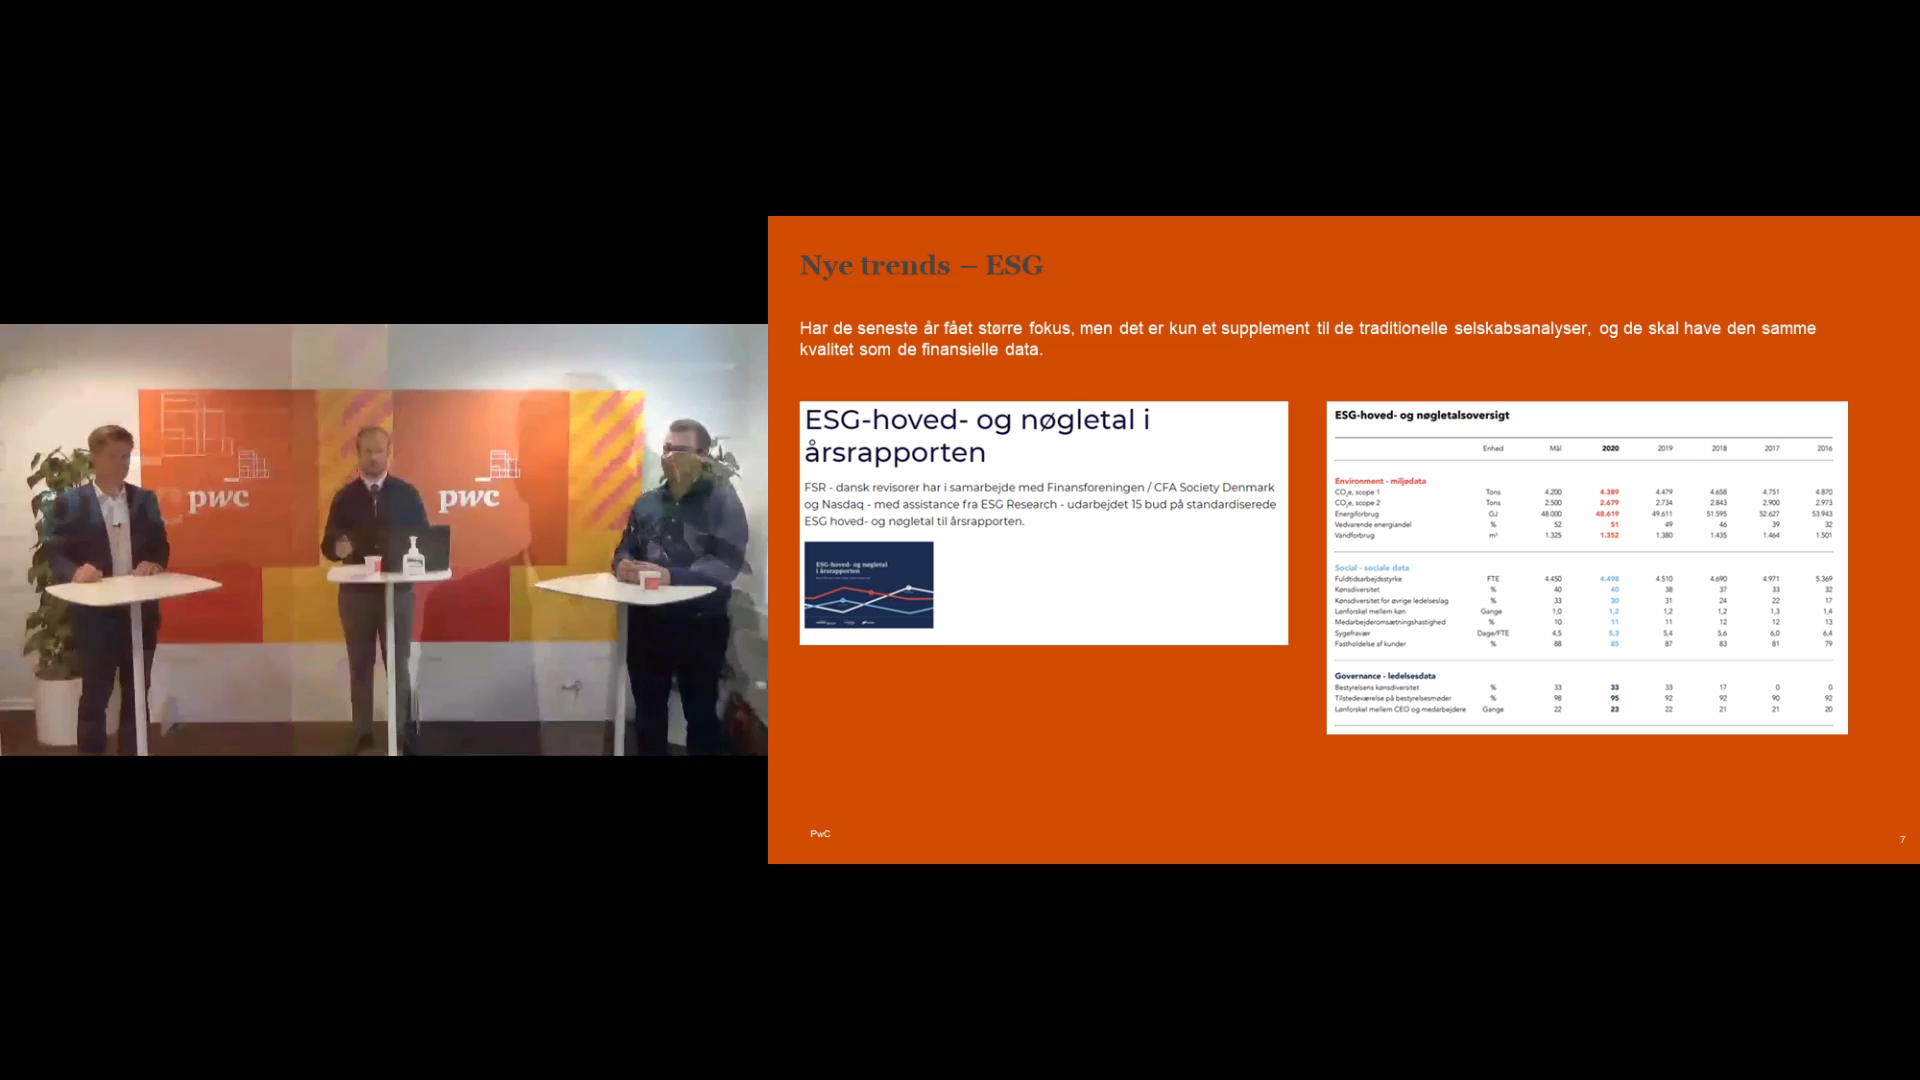 pwc
pwc
Nye trends – ESG
Har de seneste år fået større fokus, men det er kun et supplement til de traditionelle selskabsanalyser, og de skal have den samme
kvalitet som de finansielle data.
ESG-hoved- og nøgletal i
årsrapporten
FSR - dansk revisorer har i samarbejde med Finansforeningen / CFA Society Denmark
og Nasdaq - med assistance fra ESG Research - udarbejdet 15 bud på standardiserede
ESG hoved- og nøgletal til årsrapporten.
ESG-hoved- og nøgletal
i årsrapporten
ESG-hoved- og nøgletalsoversigt
Enhed Mål 2020 2019 2018 2017 2016
Environment - miljødata
CO₂e, scope 1 Tons 4.200 4.389 4.479 4.658 4.751 4.870
CO₂e, scope 2 Tons 2.500 2.679 2.734 2.843 2.900 2.973
Energiforbrug GJ 48.000 48.619 49.611 51.595 52.627 53.943
Vedvarende energiandel % 52 51 49 46 39 32
Vandforbrug m³ 1.325 1.352 1.380 1.435 1.464 1.501
Social - sociale data
Fuldtidsarbejdsstyrke FTE 4.450 4.498 4.510 4.690 4.971 5.369
Kønsdiversitet % 40 40 38 37 33 32
Kønsdiversitet for øvrige ledelseslag % 33 30 31 24 22 17
Lønforskel mellem køn Gange 1,0 1,2 1,2 1,2 1,3 1,4
Medarbejderomsætningshastighed % 10 11 11 12 12 13
Sygefravær Dage/FTE 4,5 5,3 5,4 5,6 6,0 6,4
Fastholdelse af kunder % 88 85 87 83 81 79
Governance - ledelsesdata
Bestyrelsens kønsdiversitet % 33 33 33 17 0 0
Tilstedeværelse på bestyrelsesmøder % 98 95 92 92 90 92
Lønforskel mellem CEO og medarbejdere Gange 22 23 22 21 21 20
PwC
7